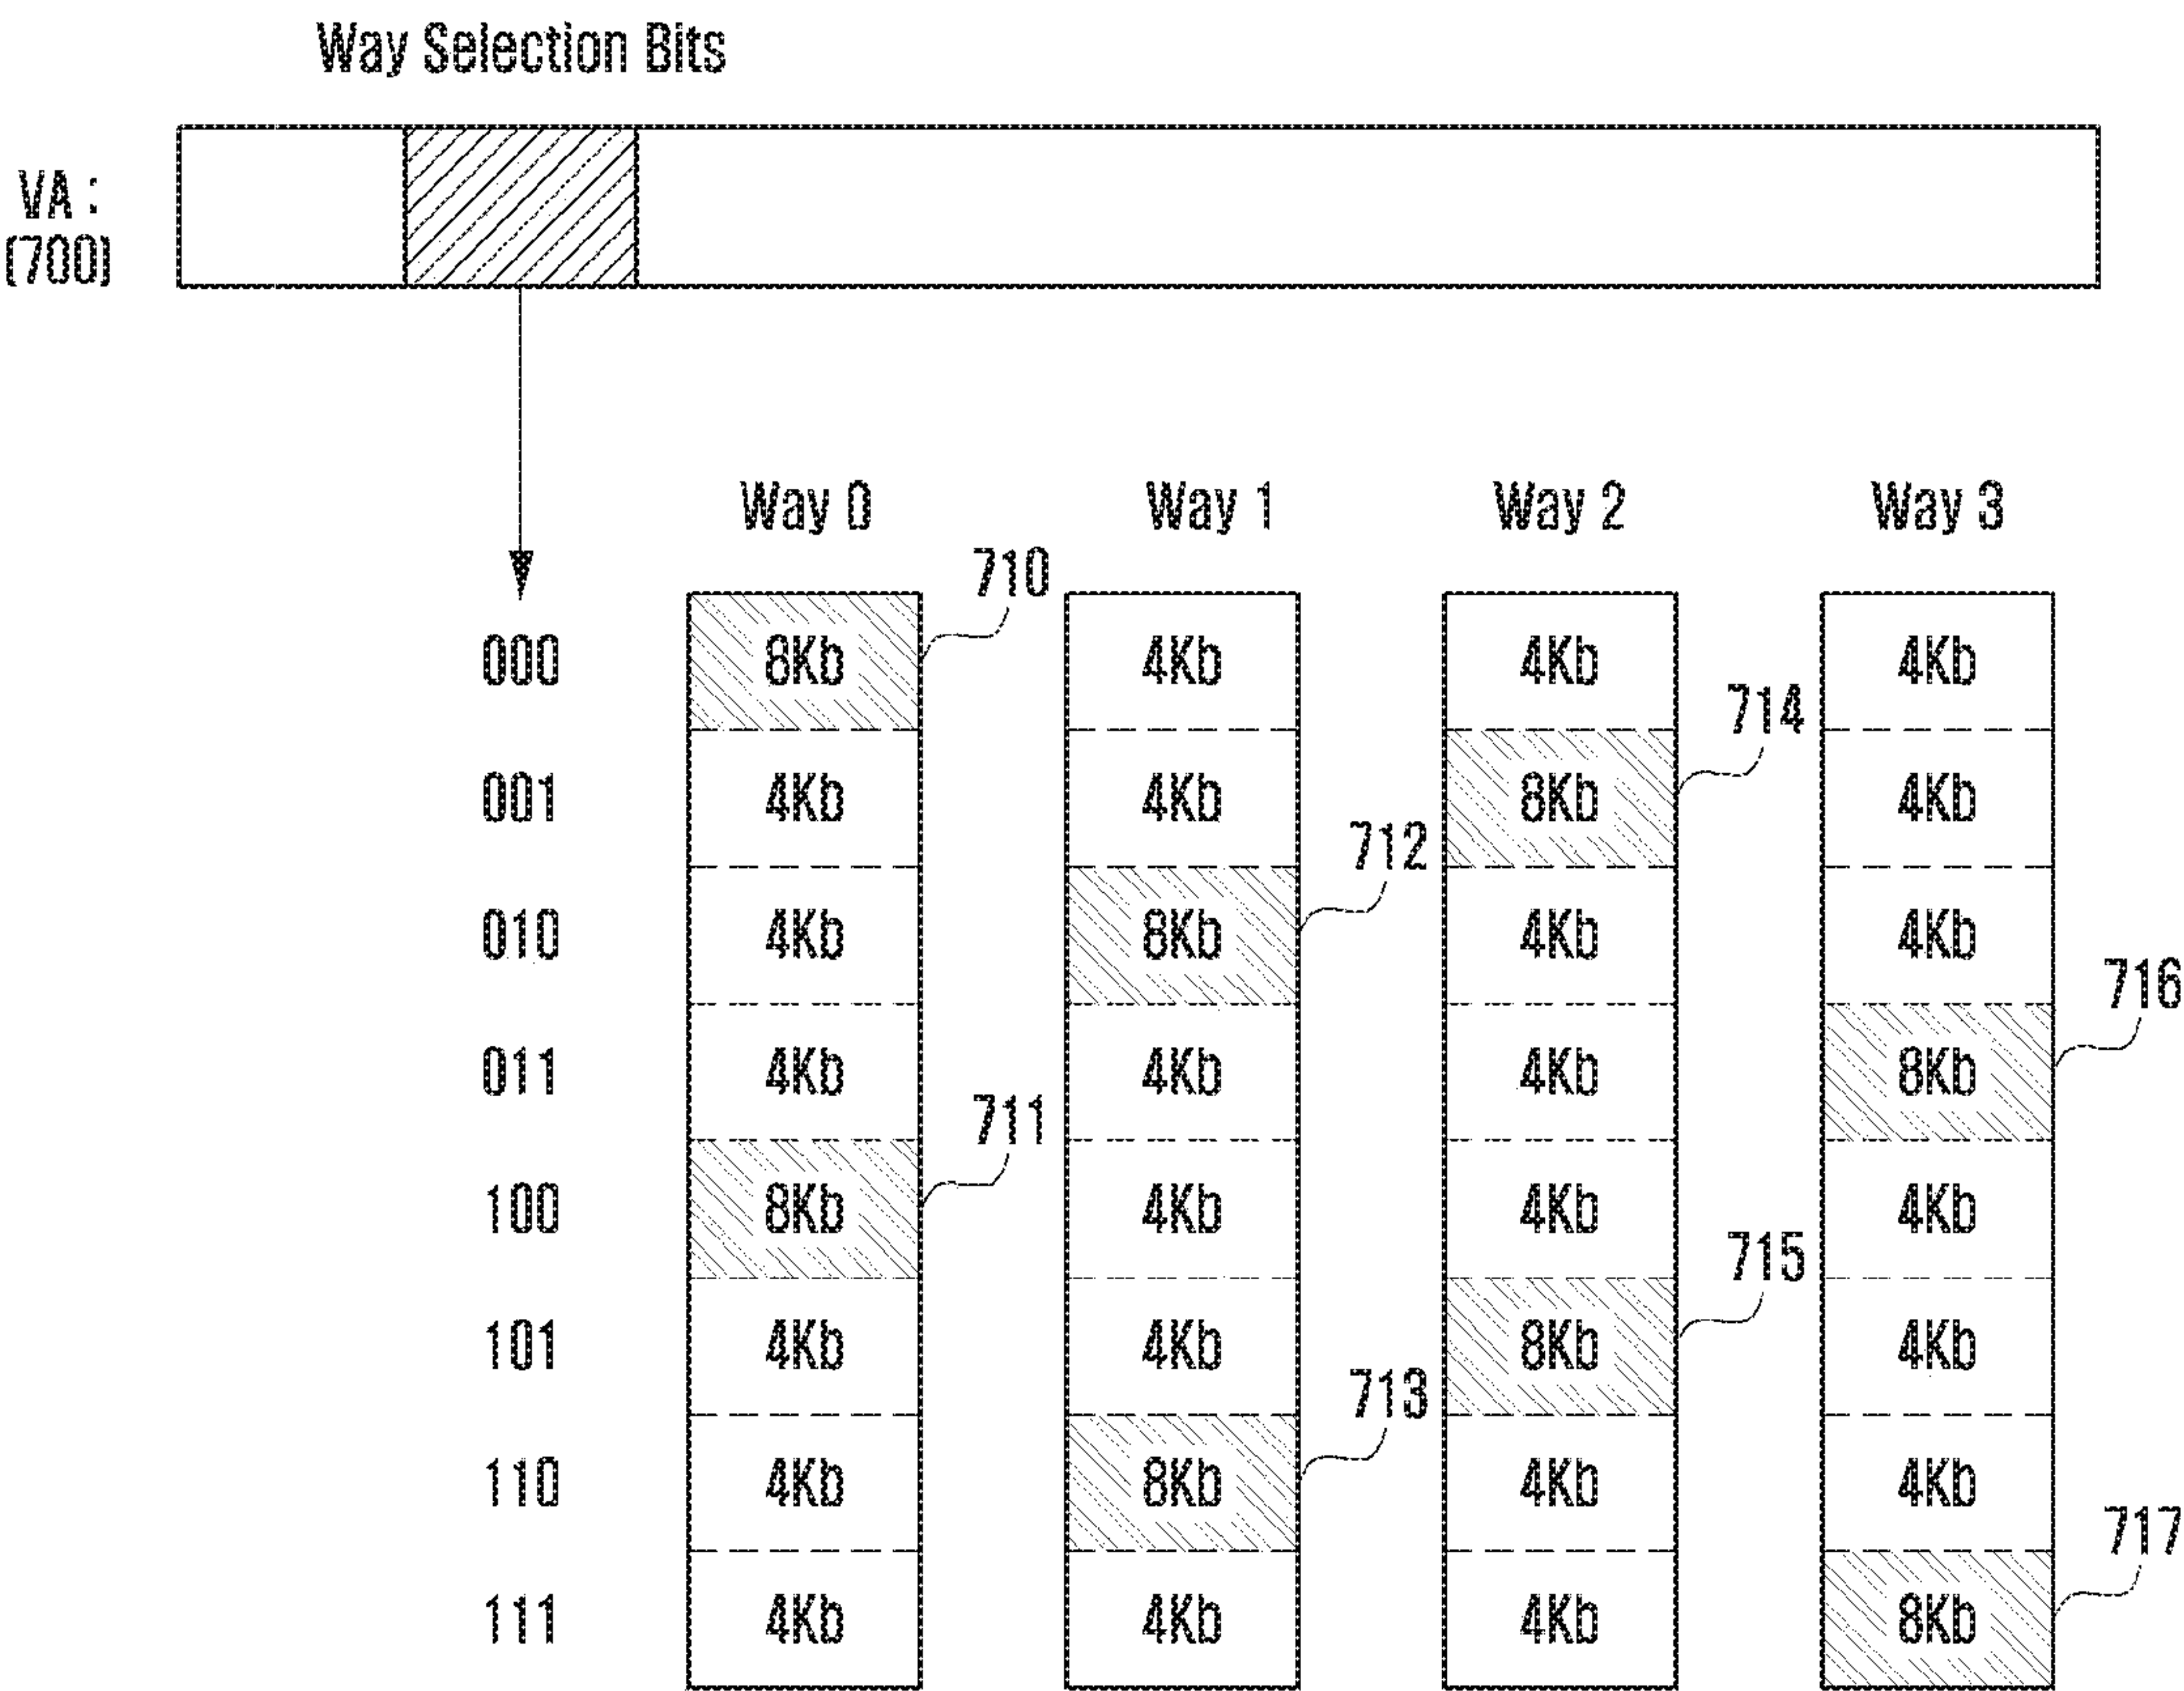 Way Selection Bits
VA :
(700)
Way 0 Way 1 Way 2 Way 3
710
000 8Kb 4Kb 4Kb 4Kb
714
001 4Kb 4Kb 8Kb 4Kb
712
010 4Kb 8Kb 4Kb 4Kb
716
011 4Kb 4Kb 4Kb 8Kb
711
100 8Kb 4Kb 4Kb 4Kb
715
101 4Kb 4Kb 8Kb 4Kb
713
110 4Kb 8Kb 4Kb 4Kb
717
111 4Kb 4Kb 4Kb 8Kb